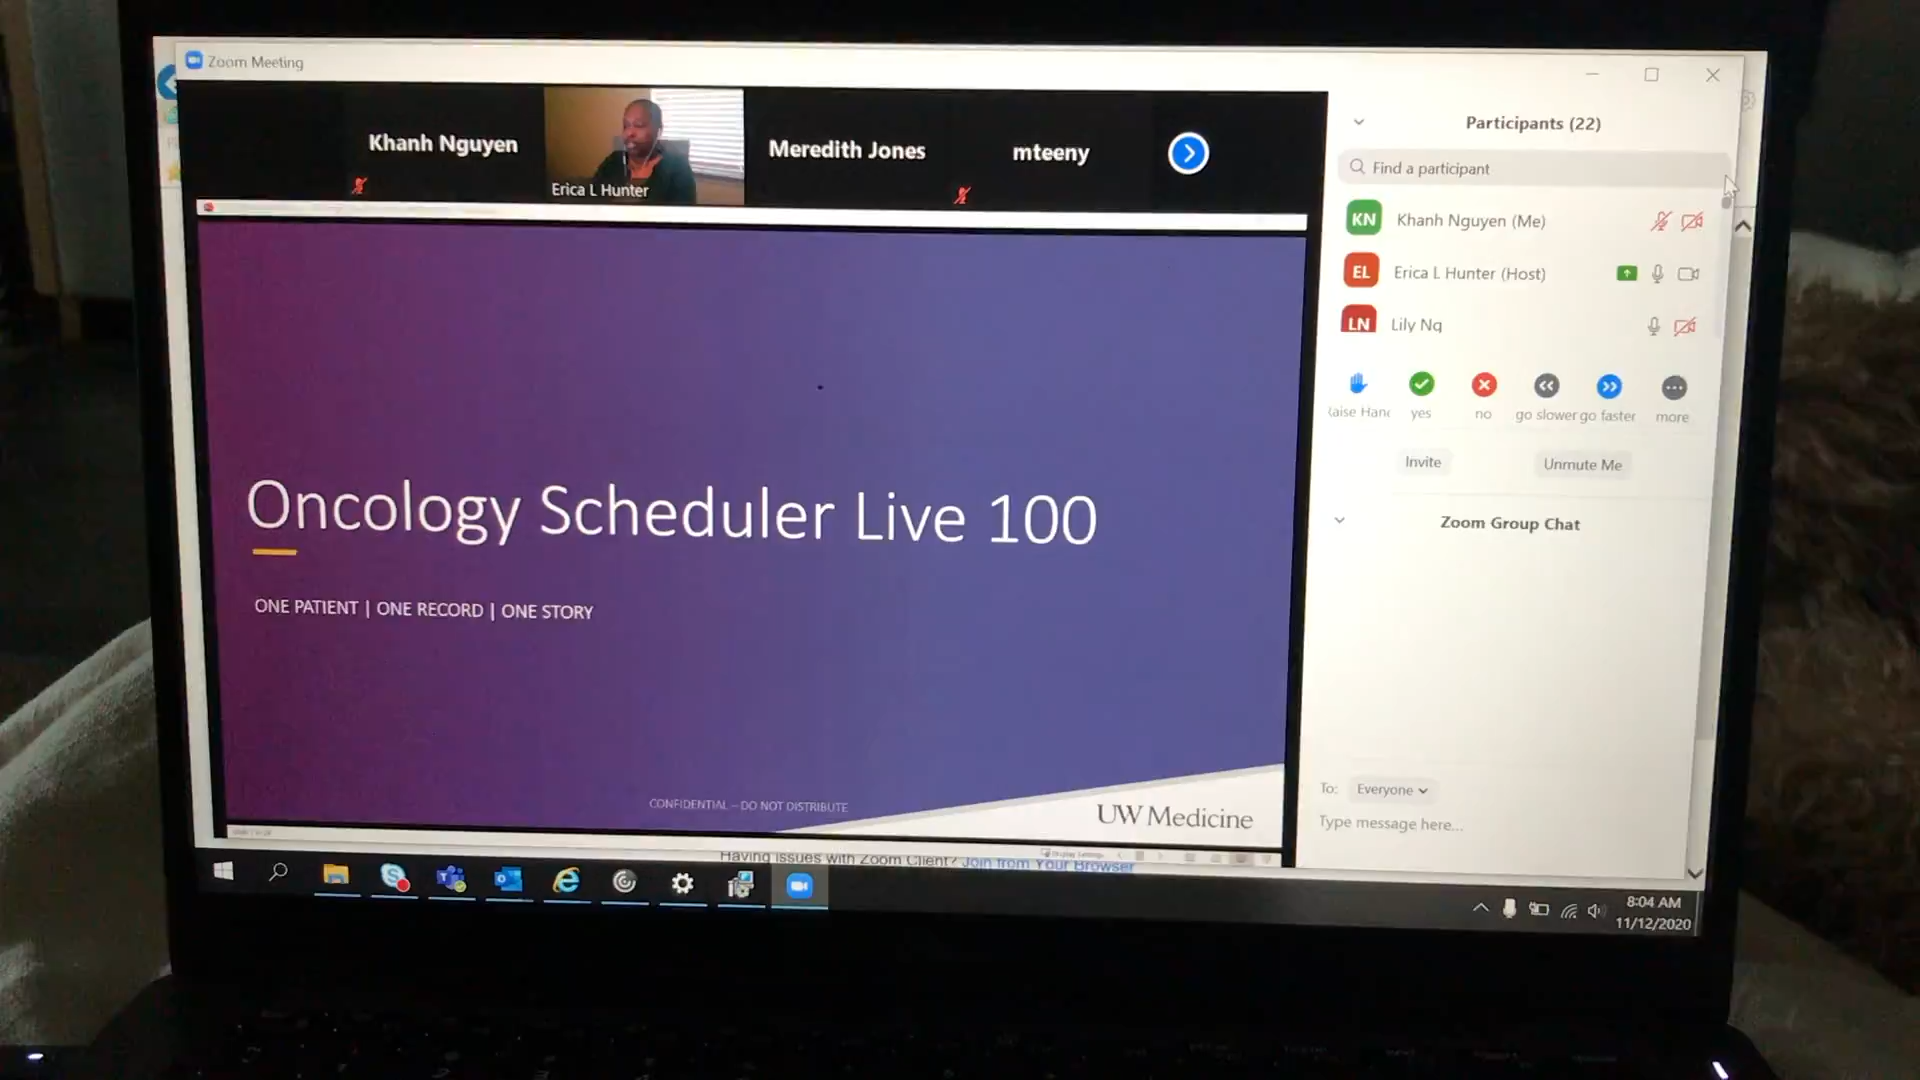 Zoom Meeting
Khanh Nguyen
Erica L Hunter
Meredith Jones
mteeny
Oncology Scheduler Live 100
ONE PATIENT | ONE RECORD | ONE STORY
CONFIDENTIAL – DO NOT DISTRIBUTE
UW Medicine
Participants (22)
Find a participant
KN Khanh Nguyen (Me)
EL Erica L Hunter (Host)
LN Lily Ng
Raise Hand yes no go slower go faster more
Invite Unmute Me
Zoom Group Chat
To: Everyone
Type message here...
Having issues with Zoom Client? Join from Your Browser
8:04 AM
11/12/2020